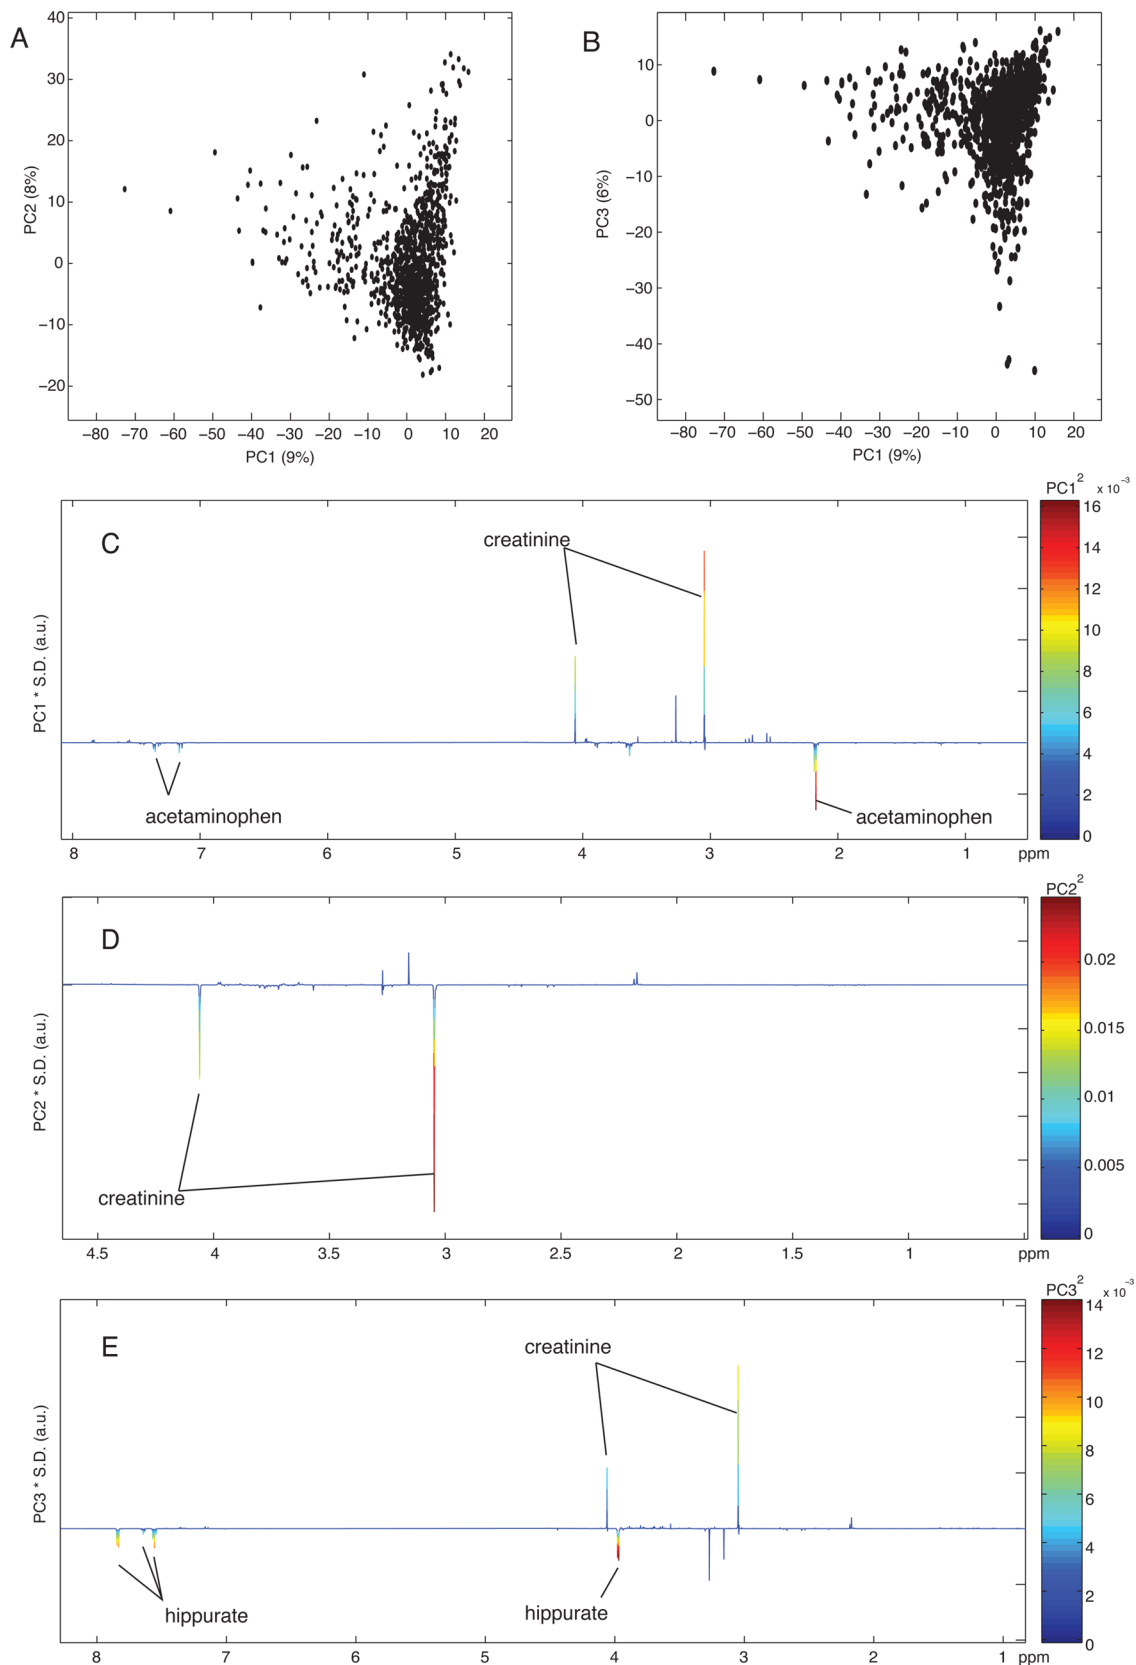 A
PC2 (8%)
40
30
20
10
0
−10
−20
−80 −70 −60 −50 −40 −30 −20 −10 0 10 20
PC1 (9%)
B
PC3 (6%)
10
0
−10
−20
−30
−40
−50
−80 −70 −60 −50 −40 −30 −20 −10 0 10 20
PC1 (9%)
C
PC1 * S.D. (a.u.)
creatinine
acetaminophen
acetaminophen
8 7 6 5 4 3 2 1 ppm
PC1² x 10⁻³
16
14
12
10
8
6
4
2
0
D
PC2 * S.D. (a.u.)
creatinine
4.5 4 3.5 3 2.5 2 1.5 1 ppm
PC2²
0.02
0.015
0.01
0.005
0
E
PC3 * S.D. (a.u.)
creatinine
hippurate
hippurate
8 7 6 5 4 3 2 1 ppm
PC3² x 10⁻³
14
12
10
8
6
4
2
0